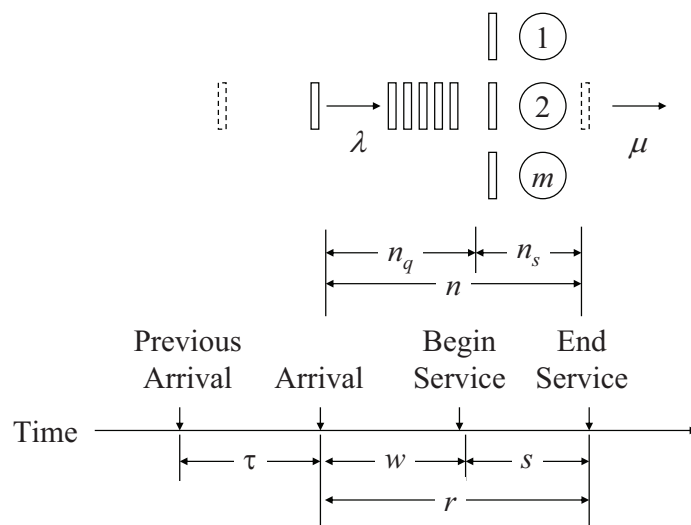 1
2
λ
μ
m
n_q
n_s
n
Previous Arrival
Arrival
Begin Service
End Service
Time
τ
w
s
r